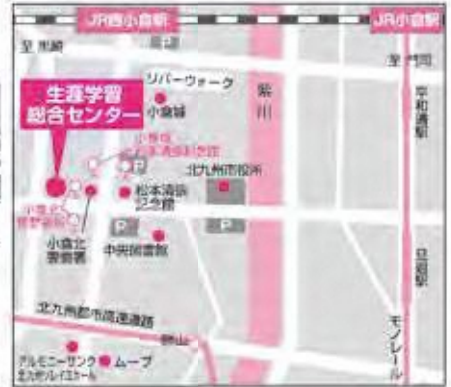 JR西小倉駅
JR小倉駅
至 黒崎
至 門司
リバーウォーク
小倉城
生涯学習
総合センター
紫川
平和通駅
P
北九州市役所
松本清張
記念館
小倉北
警察署
P
中央図書館
旦過駅
北九州都市高速道路
モノレール
勝山
アルモニーサンク
北九州ソレイユホール
ムーブ